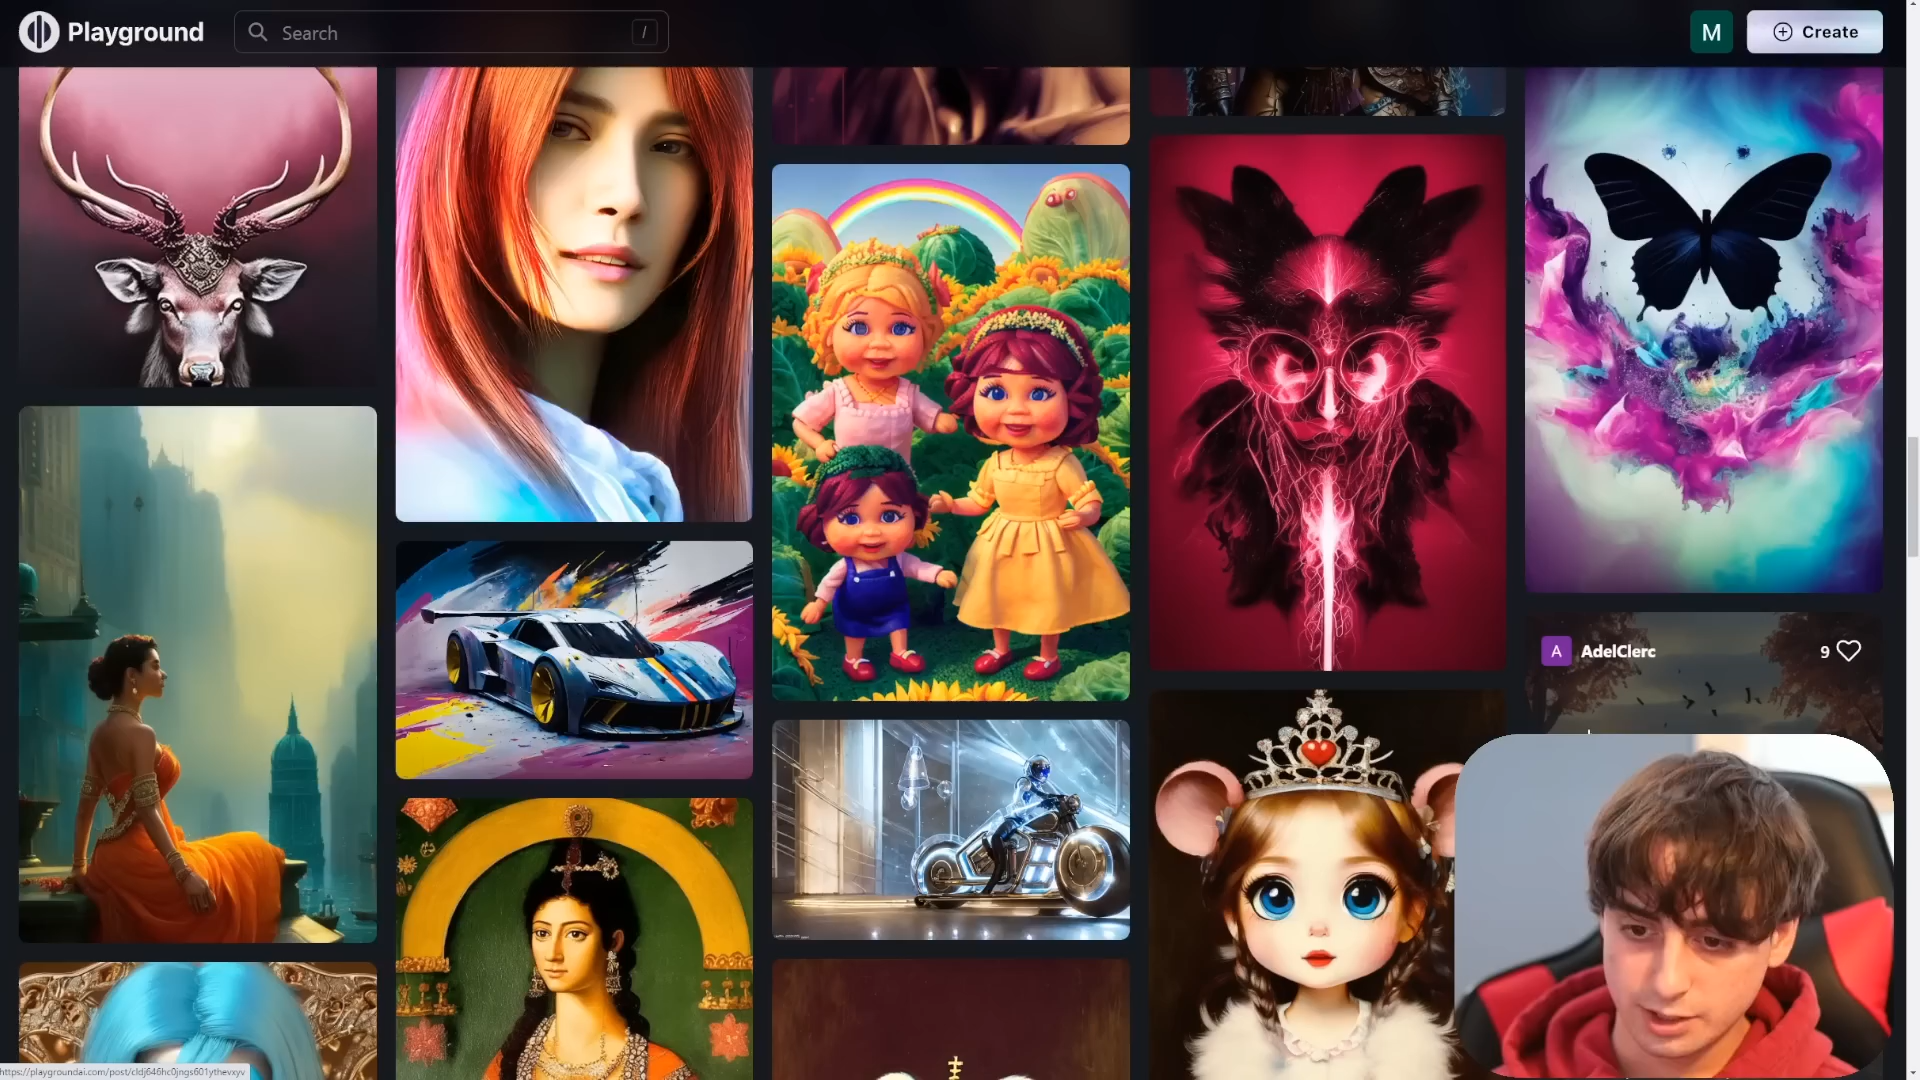 Playground
Search
/
M
Create
A
AdelClerc
9
https://playgroundai.com/post/cldj646hc0jngs601ythevxyv